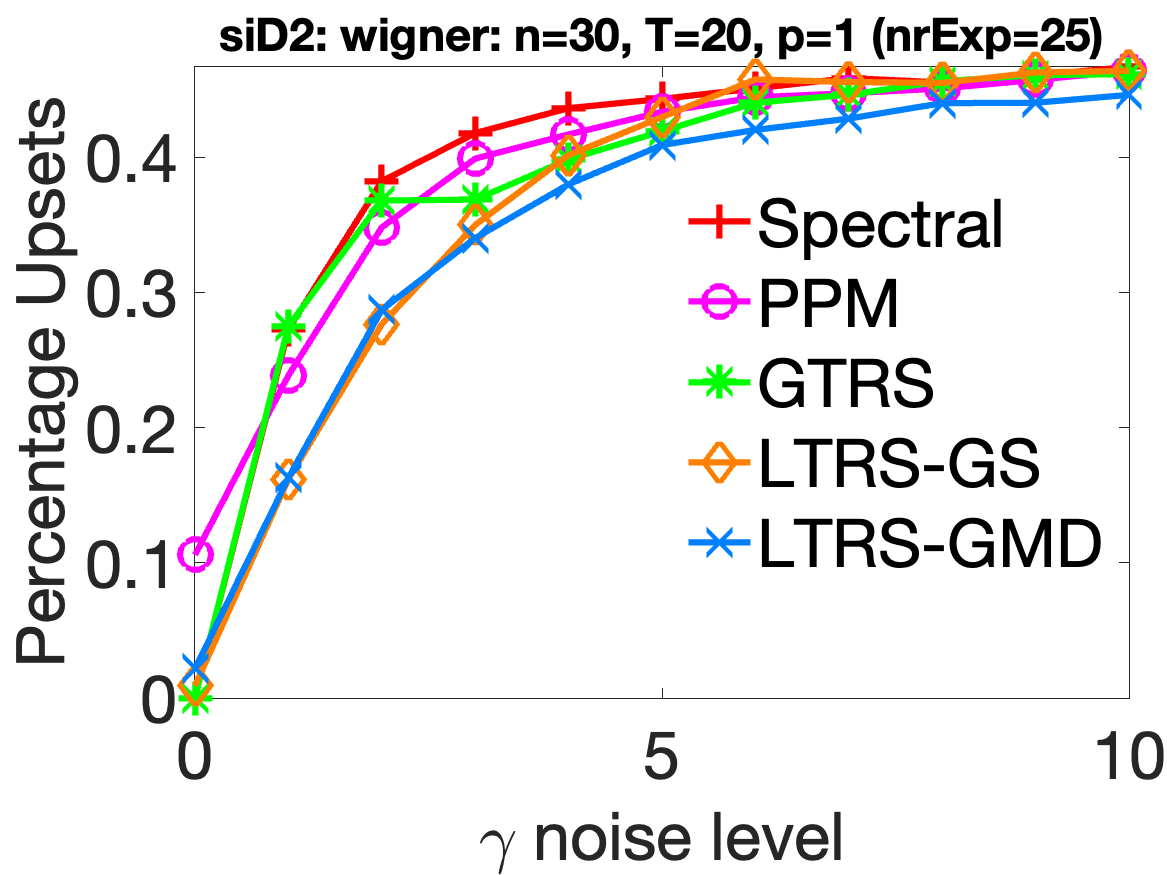 siD2: wigner: n=30, T=20, p=1 (nrExp=25)
Percentage Upsets
0.4
0.3
0.2
0.1
0
Spectral
PPM
GTRS
LTRS-GS
LTRS-GMD
0 5 10
γ noise level